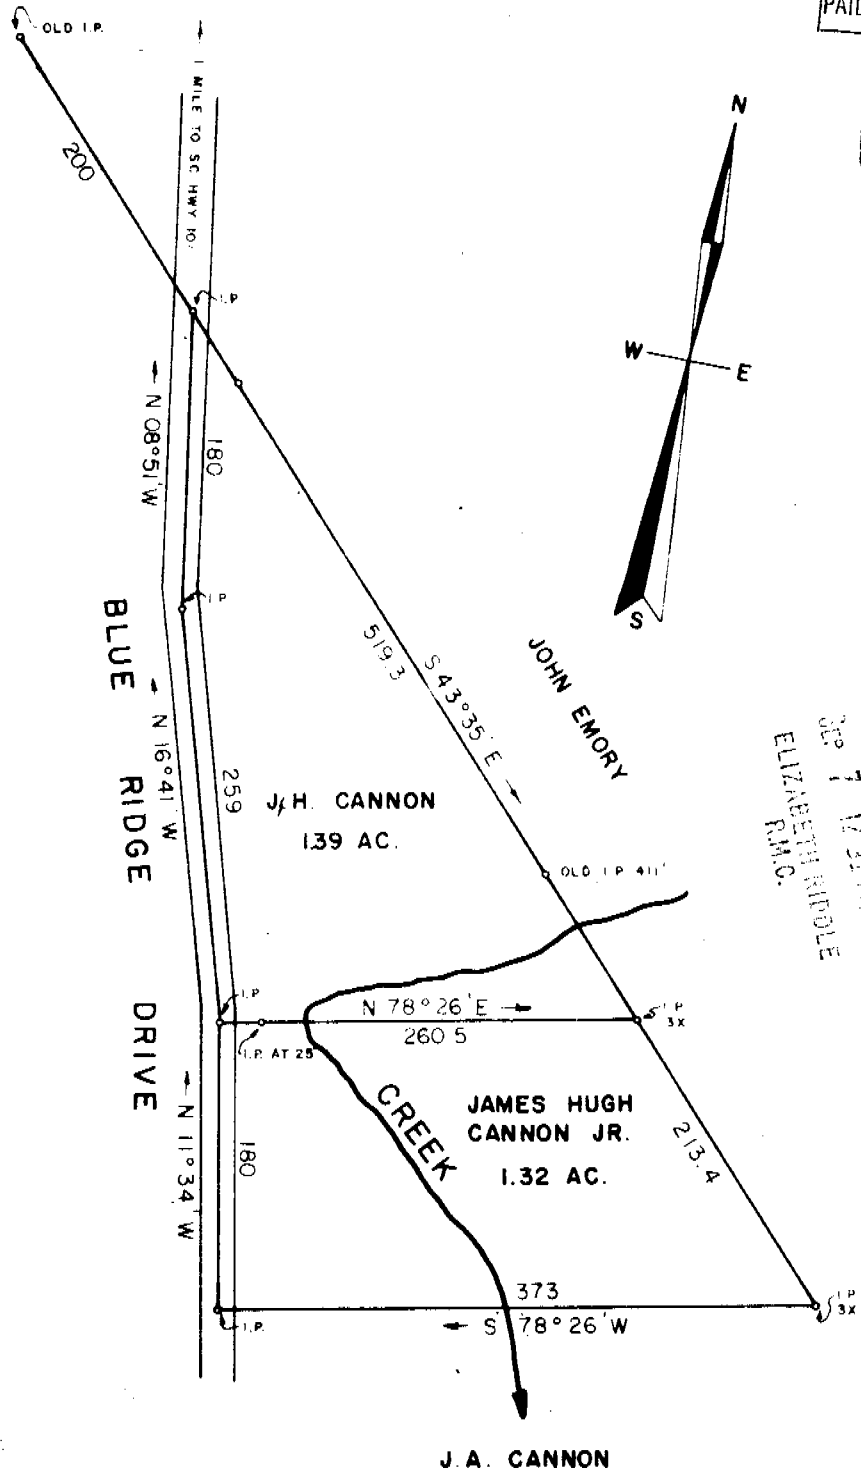 PAID
OLD I.P.
1 MILE TO SC HWY 10
N
200
I.P.
W
E
N 08°51'W
180
I.P.
S
BLUE RIDGE DRIVE
519.3
S 43°35' E
JOHN EMORY
N 16°41' W
259
J.H. CANNON
1.39 AC.
ELIZABETH RIDDLE
R.M.C.
OLD I.P. 411'
I.P.
N 78°26'E
260.5
I.P.
3X
I.P. AT 25'
CREEK
JAMES HUGH
CANNON JR.
1.32 AC.
213.4
N 11°34' W
180
373
S 78°26'W
I.P.
I.P.
3X
J.A. CANNON